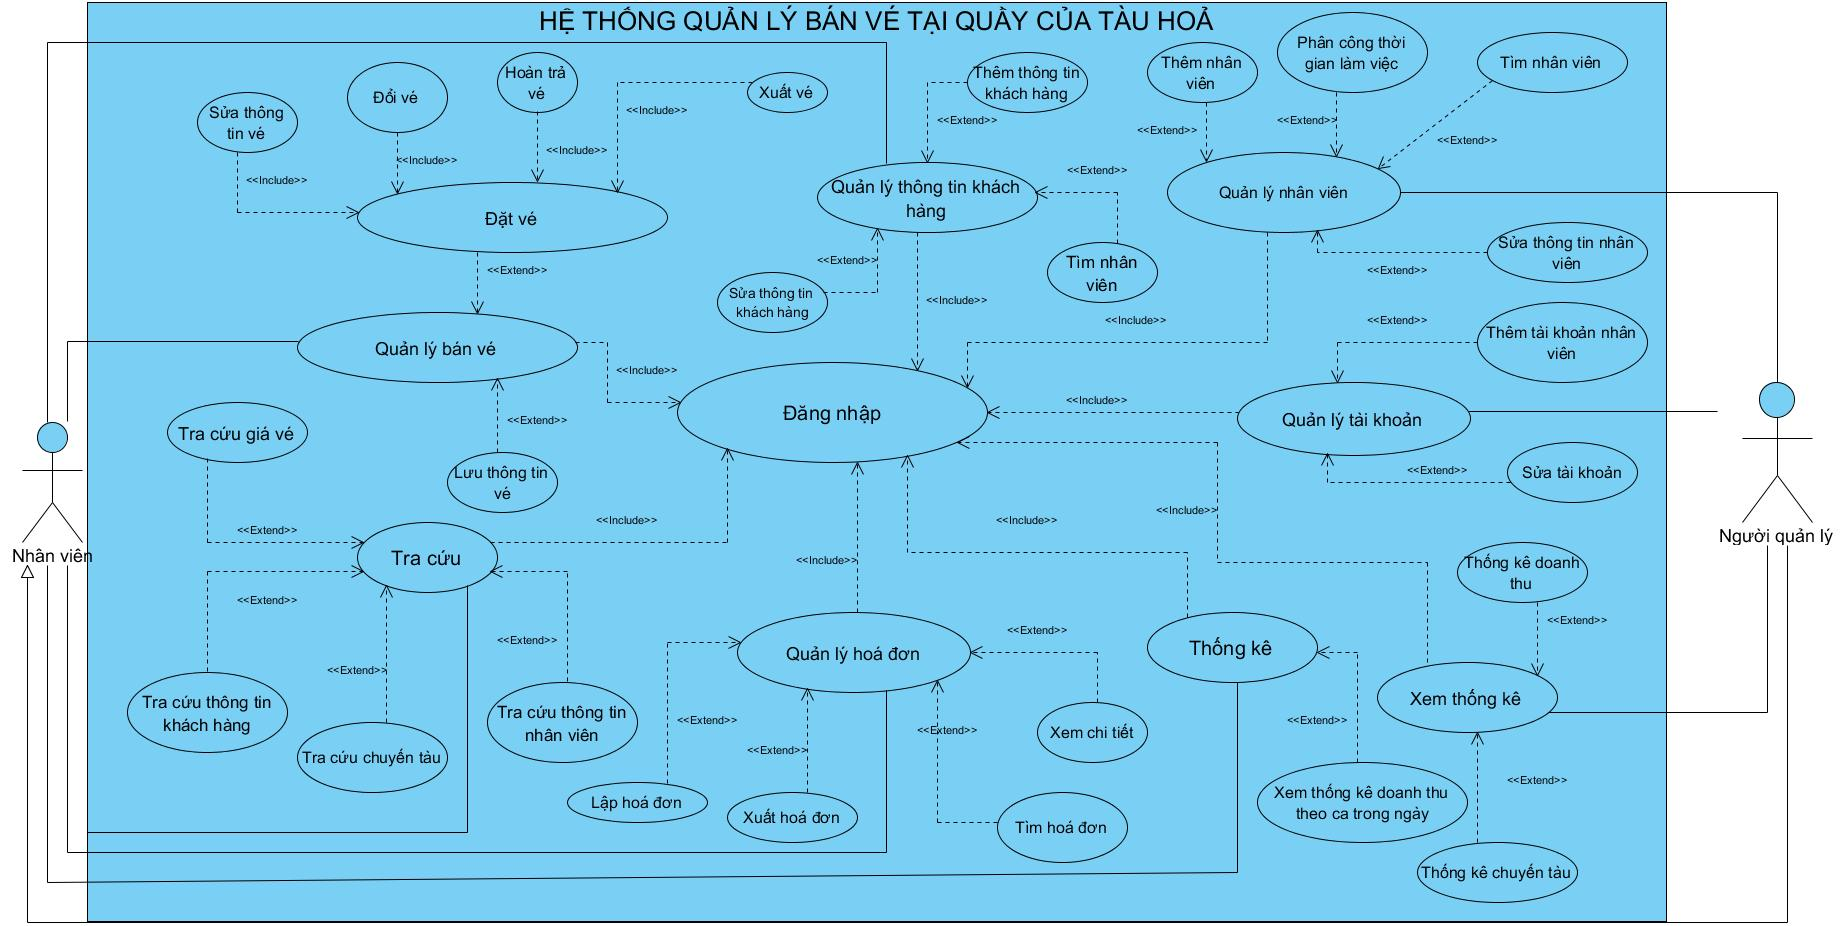 HỆ THỐNG QUẢN LÝ BÁN VÉ TẠI QUẦY CỦA TÀU HOẢ
Sửa thông
tin vé
Đổi vé
Hoàn trả
vé
Xuất vé
Thêm thông tin
khách hàng
Thêm nhân
viên
Phân công thời
gian làm việc
Tìm nhân viên
<<Include>>
<<Include>>
<<Include>>
<<Include>>
<<Extend>>
<<Extend>>
<<Extend>>
<<Extend>>
Đặt vé
Quản lý thông tin khách
hàng
<<Extend>>
Quản lý nhân viên
<<Extend>>
<<Extend>>
Tìm nhân
viên
Sửa thông tin nhân
viên
<<Extend>>
Sửa thông tin
khách hàng
<<Include>>
<<Include>>
<<Extend>>
Thêm tài khoản nhân
viên
Quản lý bán vé
<<Include>>
Đăng nhập
<<Include>>
Quản lý tài khoản
Tra cứu giá vé
<<Extend>>
Lưu thông tin
vé
<<Extend>>
Sửa tài khoản
Nhân viên
Người quản lý
<<Extend>>
<<Include>>
<<Include>>
<<Include>>
<<Include>>
Tra cứu
<<Extend>>
<<Extend>>
<<Extend>>
Thống kê doanh
thu
<<Extend>>
Quản lý hoá đơn
<<Extend>>
Thống kê
Xem thống kê
Tra cứu thông tin
khách hàng
Tra cứu chuyến tàu
Tra cứu thông tin
nhân viên
<<Extend>>
<<Extend>>
<<Extend>>
Xem chi tiết
<<Extend>>
<<Extend>>
Lập hoá đơn
Xuất hoá đơn
Tìm hoá đơn
Xem thống kê doanh thu
theo ca trong ngày
Thống kê chuyến tàu